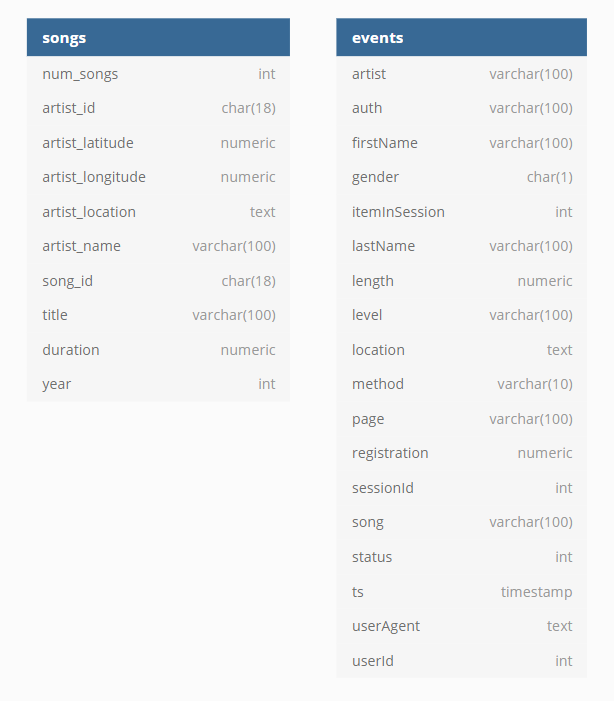 songs
num_songs int
artist_id char(18)
artist_latitude numeric
artist_longitude numeric
artist_location text
artist_name varchar(100)
song_id char(18)
title varchar(100)
duration numeric
year int
events
artist varchar(100)
auth varchar(100)
firstName varchar(100)
gender char(1)
itemInSession int
lastName varchar(100)
length numeric
level varchar(100)
location text
method varchar(10)
page varchar(100)
registration numeric
sessionId int
song varchar(100)
status int
ts timestamp
userAgent text
userId int